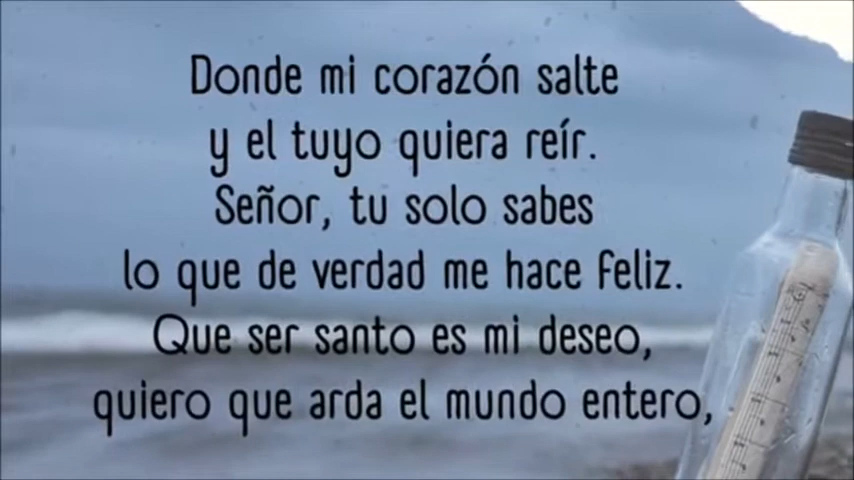 Donde mi corazón salte
y el tuyo quiera reír.
Señor, tu solo sabes
lo que de verdad me hace feliz.
Que ser santo es mi deseo,
quiero que arda el mundo entero,